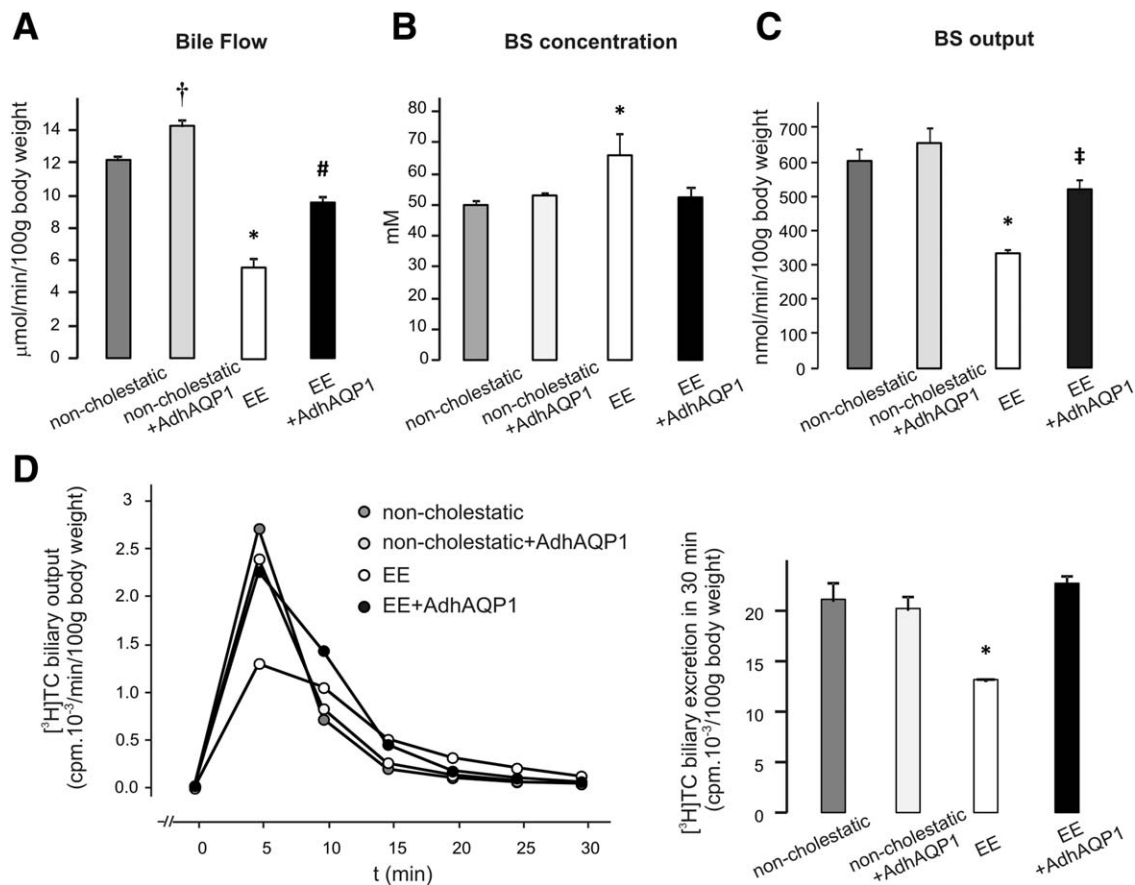 A
Bile Flow
†
#
*
14
12
10
8
6
4
2
0
μmol/min/100g body weight
non-cholestatic
non-cholestatic
+AdhAQP1
EE
EE
+AdhAQP1
B
BS concentration
*
80
70
60
50
40
30
20
10
0
mM
non-cholestatic
non-cholestatic
+AdhAQP1
EE
EE
+AdhAQP1
C
BS output
‡
*
700
600
500
400
300
200
100
0
nmol/min/100g body weight
non-cholestatic
non-cholestatic
+AdhAQP1
EE
EE
+AdhAQP1
D
[³H]TC biliary output
(cpm.10⁻³/min/100g body weight)
3
2.5
2.0
1.5
1.0
0.5
0.0
non-cholestatic
non-cholestatic+AdhAQP1
EE
EE+AdhAQP1
0 5 10 15 20 25 30
t (min)
[³H]TC biliary excretion in 30 min
(cpm.10⁻³/100g body weight)
20
15
10
5
0
*
non-cholestatic
non-cholestatic
+AdhAQP1
EE
EE
+AdhAQP1